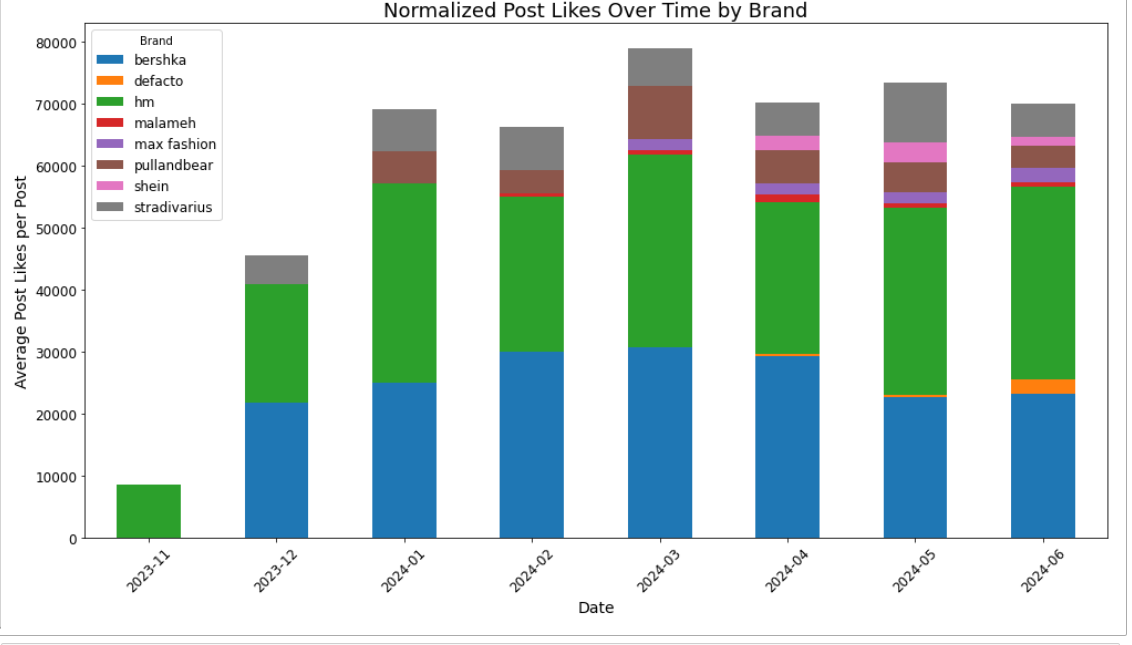 Normalized Post Likes Over Time by Brand
Brand
bershka
defacto
hm
malameh
max fashion
pullandbear
shein
stradivarius
Average Post Likes per Post
80000
70000
60000
50000
40000
30000
20000
10000
0
2023-11
2023-12
2024-01
2024-02
2024-03
2024-04
2024-05
2024-06
Date